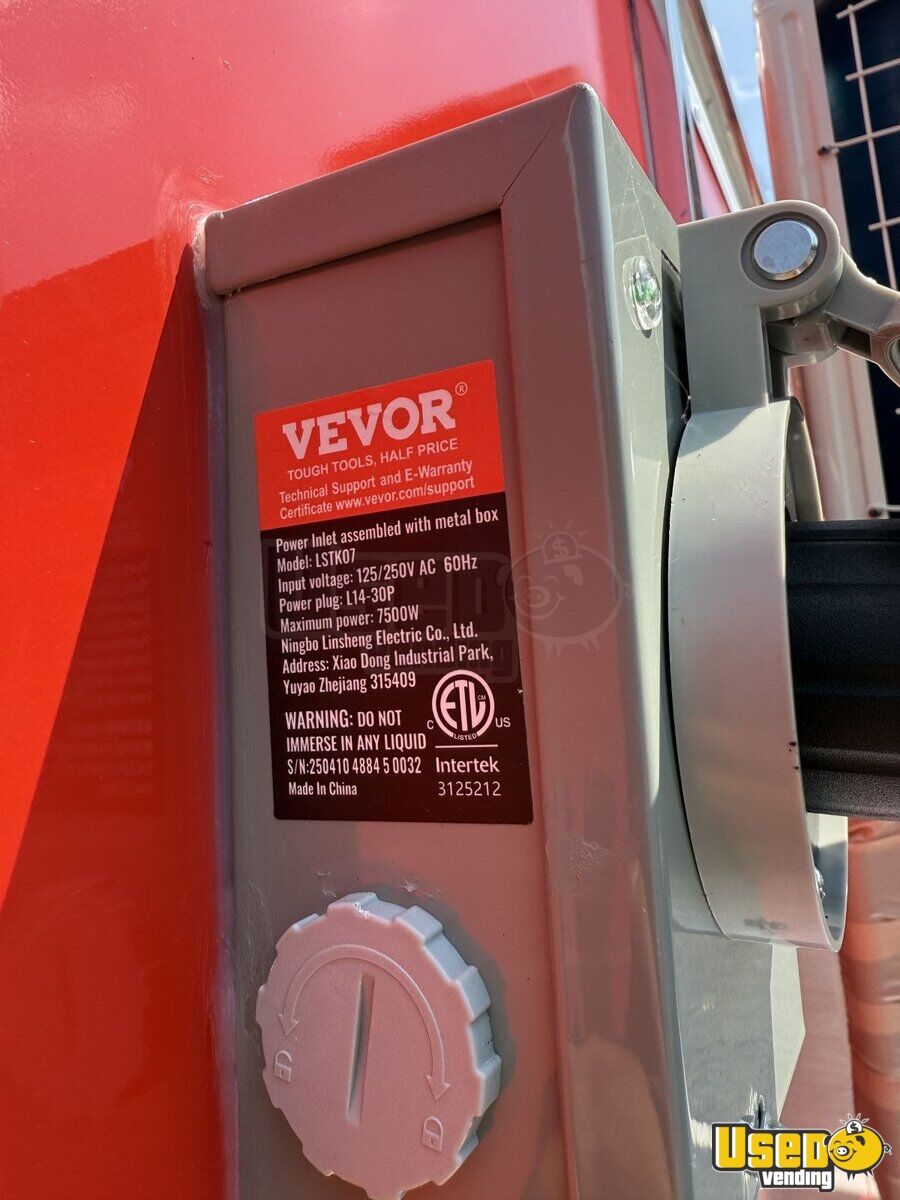 VEVOR®
TOUGH TOOLS, HALF PRICE
Technical Support and E-Warranty
Certificate www.vevor.com/support
Power Inlet assembled with metal box
Model: LSTK07
Input voltage: 125/250V AC 60Hz
Power plug: L14-30P
Maximum power: 7500W
Ningbo Linsheng Electric Co., Ltd.
Address: Xiao Dong Industrial Park,
Yuyao Zhejiang 315409
WARNING: DO NOT
IMMERSE IN ANY LIQUID
S/N:250410 4884 5 0032
Made In China
ETL CM
LISTED
C US
Intertek
3125212
USED
vending